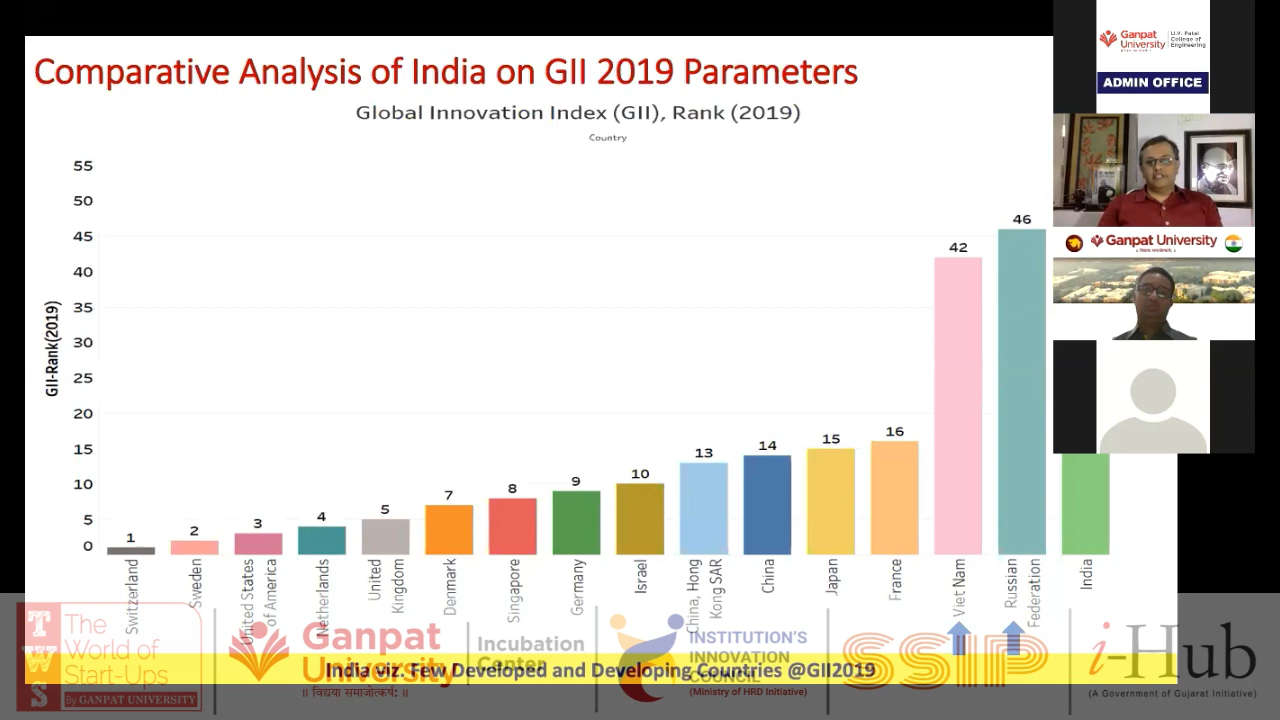 Comparative Analysis of India on GII 2019 Parameters
Global Innovation Index (GII), Rank (2019)
Country
GII-Rank(2019)
55
50
45
40
35
30
25
20
15
10
5
0
1
2
3
4
5
7
8
9
10
13
14
15
16
42
46
Switzerland
Sweden
United States
of America
Netherlands
United
Kingdom
Denmark
Singapore
Germany
Israel
China, Hong
Kong SAR
China
Japan
France
Viet Nam
Russian
Federation
India
Ganpat
University
U.V. Patel
College of
Engineering
ADMIN OFFICE
Ganpat University
TWS
The
World of
Start-Ups
By GANPAT UNIVERSITY
Ganpat
University
॥ विद्यया समाजोत्कर्षः ॥
Incubation
Center
INSTITUTION'S
INNOVATION
COUNCIL
(Ministry of HRD Initiative)
SSIP
i-Hub
(A Government of Gujarat Initiative)
India viz. Few Developed and Developing Countries @GII2019